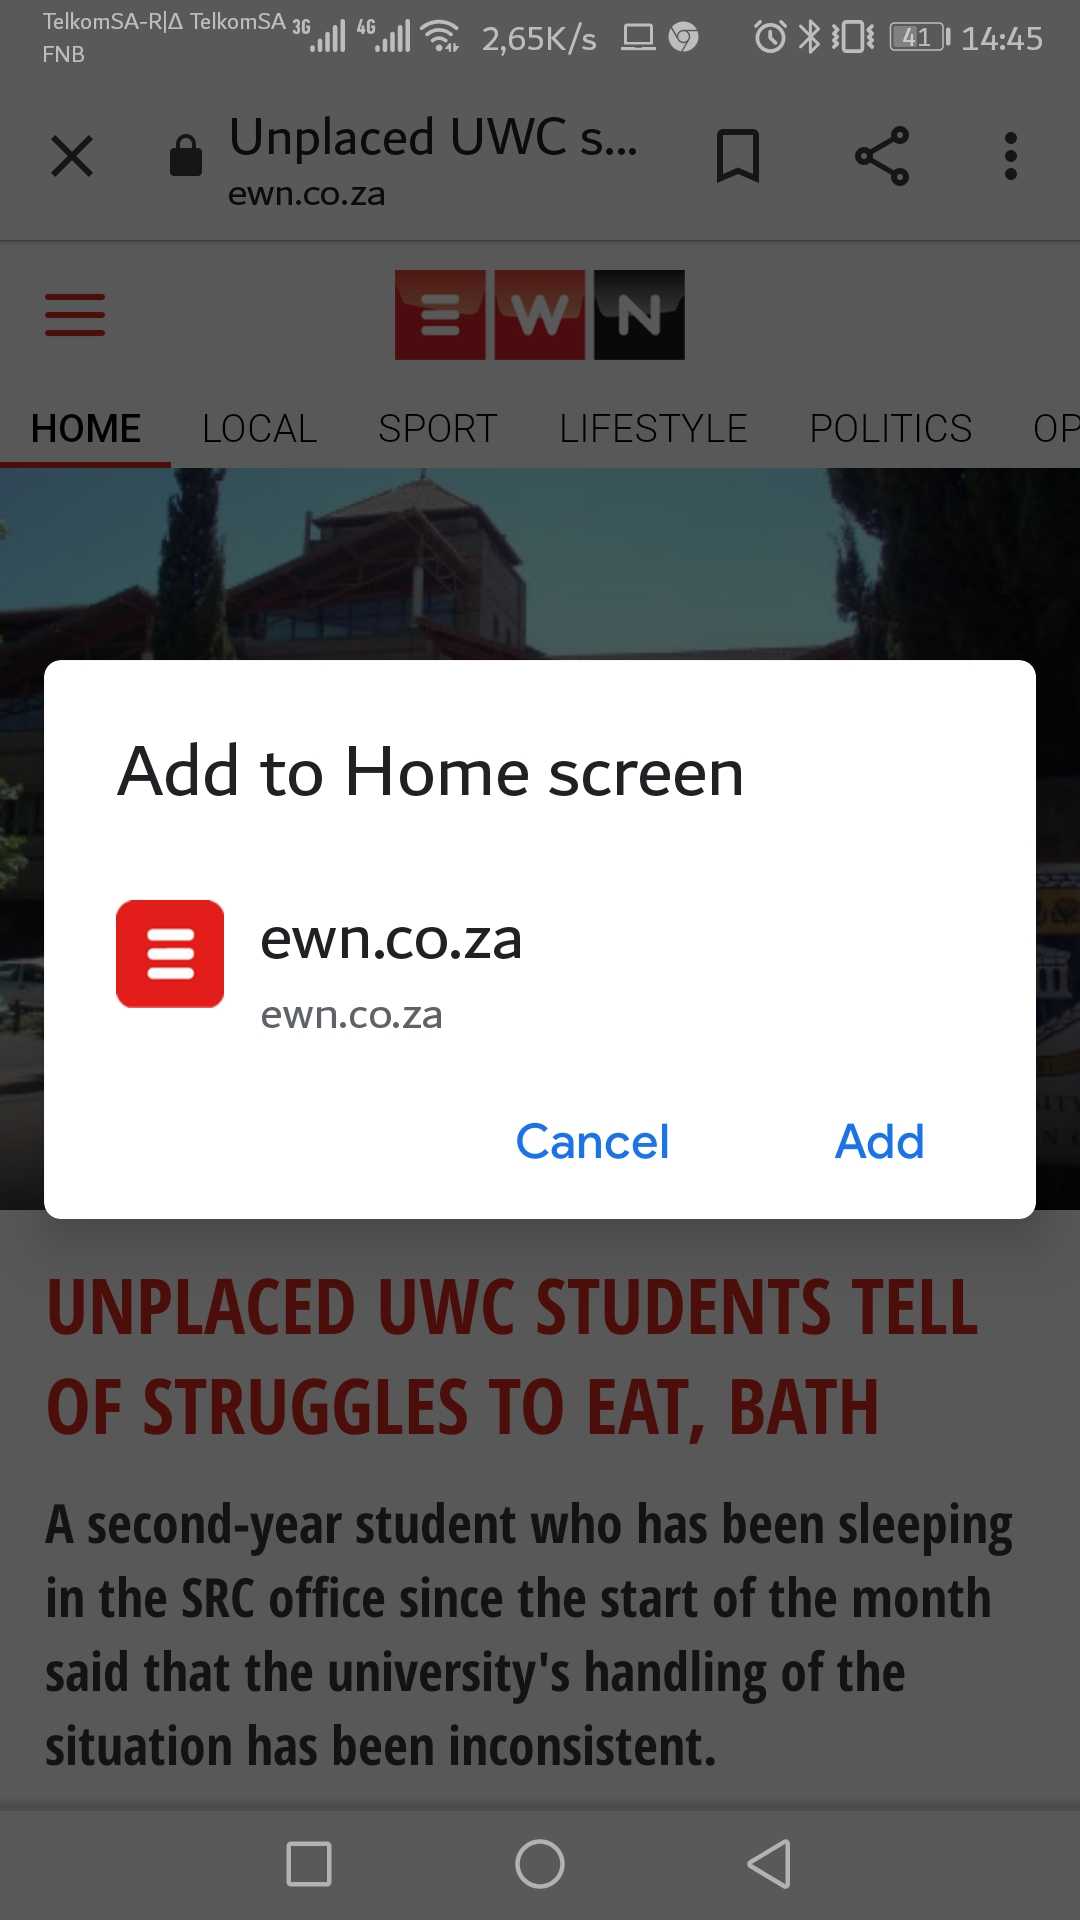 TelkomSA-R|Δ TelkomSA 3G 4G 2,65K/s 41 14:45
FNB
Unplaced UWC s...
ewn.co.za
EWN
HOME LOCAL SPORT LIFESTYLE POLITICS OP
Add to Home screen
ewn.co.za
ewn.co.za
Cancel Add
UNPLACED UWC STUDENTS TELL
OF STRUGGLES TO EAT, BATH
A second-year student who has been sleeping
in the SRC office since the start of the month
said that the university's handling of the
situation has been inconsistent.